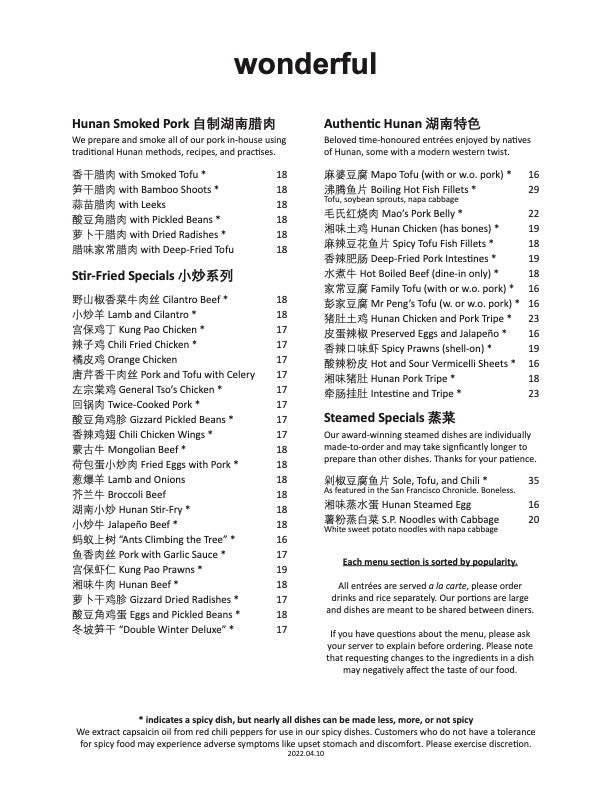 wonderful
Hunan Smoked Pork 自制湖南腊肉
We prepare and smoke all of our pork in-house using
traditional Hunan methods, recipes, and practises.
香干腊肉 with Smoked Tofu * 18
笋干腊肉 with Bamboo Shoots * 18
蒜苗腊肉 with Leeks 18
酸豆角腊肉 with Pickled Beans * 18
萝卜干腊肉 with Dried Radishes * 18
腊味家常腊肉 with Deep-Fried Tofu 18
Stir-Fried Specials 小炒系列
野山椒香菜牛肉丝 Cilantro Beef * 18
小炒羊 Lamb and Cilantro * 18
宫保鸡丁 Kung Pao Chicken * 17
辣子鸡 Chili Fried Chicken * 17
橘皮鸡 Orange Chicken 17
唐芹香干肉丝 Pork and Tofu with Celery 17
左宗棠鸡 General Tso's Chicken * 17
回锅肉 Twice-Cooked Pork * 17
酸豆角鸡胗 Gizzard Pickled Beans * 17
香辣鸡翅 Chili Chicken Wings * 17
蒙古牛 Mongolian Beef * 18
荷包蛋小炒肉 Fried Eggs with Pork * 18
葱爆羊 Lamb and Onions 18
芥兰牛 Broccoli Beef 18
湖南小炒 Hunan Stir-Fry * 18
小炒牛 Jalapeño Beef * 18
蚂蚁上树 “Ants Climbing the Tree” * 16
鱼香肉丝 Pork with Garlic Sauce * 17
宫保虾仁 Kung Pao Prawns * 19
湘味牛肉 Hunan Beef * 18
萝卜干鸡胗 Gizzard Dried Radishes * 17
酸豆角鸡蛋 Eggs and Pickled Beans * 18
冬坡笋干 “Double Winter Deluxe” * 17
Authentic Hunan 湖南特色
Beloved time-honoured entrées enjoyed by natives
of Hunan, some with a modern western twist.
麻婆豆腐 Mapo Tofu (with or w.o. pork) * 16
沸腾鱼片 Boiling Hot Fish Fillets * 29
Tofu, soybean sprouts, napa cabbage
毛氏红烧肉 Mao's Pork Belly * 22
湘味土鸡 Hunan Chicken (has bones) * 19
麻辣豆花鱼片 Spicy Tofu Fish Fillets * 18
香辣肥肠 Deep-Fried Pork Intestines * 19
水煮牛 Hot Boiled Beef (dine-in only) * 18
家常豆腐 Family Tofu (with or w.o. pork) * 16
彭家豆腐 Mr Peng's Tofu (w. or w.o. pork) * 16
猪肚土鸡 Hunan Chicken and Pork Tripe * 23
皮蛋辣椒 Preserved Eggs and Jalapeño * 16
香辣口味虾 Spicy Prawns (shell-on) * 19
酸辣粉皮 Hot and Sour Vermicelli Sheets * 16
湘味猪肚 Hunan Pork Tripe * 18
牵肠挂肚 Intestine and Tripe * 23
Steamed Specials 蒸菜
Our award-winning steamed dishes are individually
made-to-order and may take signficantly longer to
prepare than other dishes. Thanks for your patience.
剁椒豆腐鱼片 Sole, Tofu, and Chili * 35
As featured in the San Francisco Chronicle. Boneless.
湘味蒸水蛋 Hunan Steamed Egg 16
薯粉蒸白菜 S.P. Noodles with Cabbage 20
White sweet potato noodles with napa cabbage
Each menu section is sorted by popularity.
All entrées are served a la carte, please order
drinks and rice separately. Our portions are large
and dishes are meant to be shared between diners.
If you have questions about the menu, please ask
your server to explain before ordering. Please note
that requesting changes to the ingredients in a dish
may negatively affect the taste of our food.
* indicates a spicy dish, but nearly all dishes can be made less, more, or not spicy
We extract capsaicin oil from red chili peppers for use in our spicy dishes. Customers who do not have a tolerance
for spicy food may experience adverse symptoms like upset stomach and discomfort. Please exercise discretion.
2022.04.10